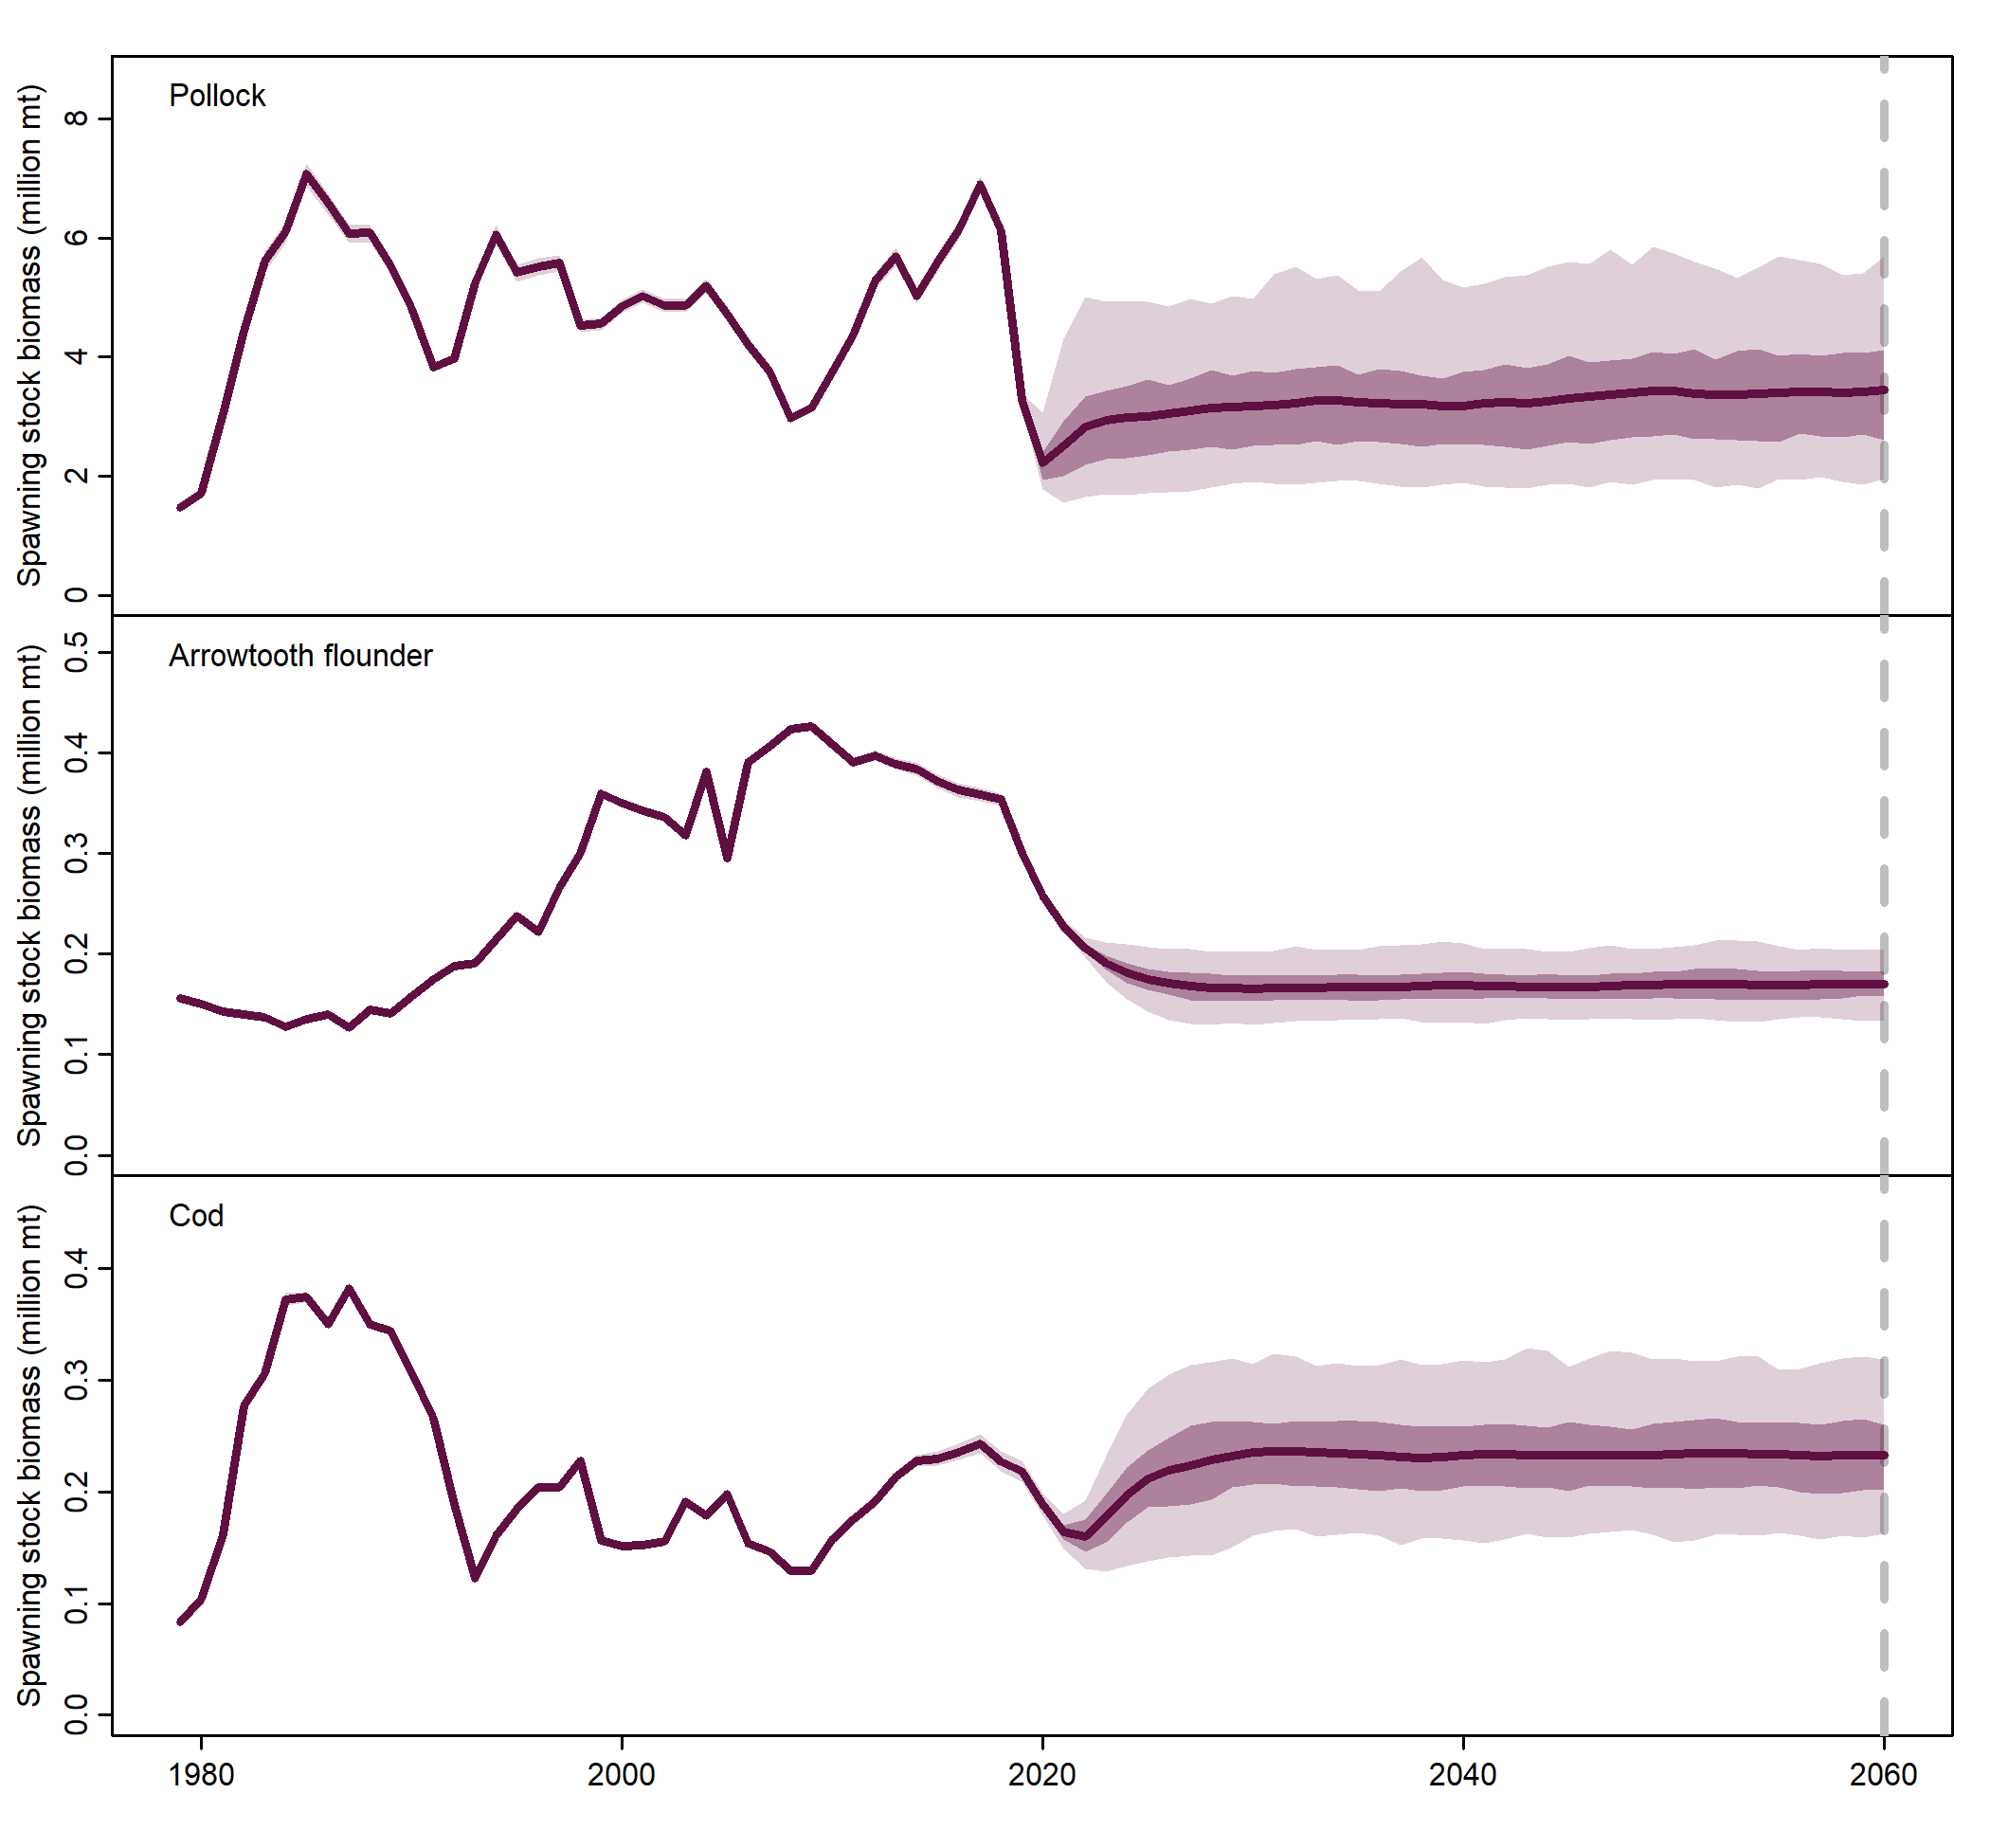 Pollock
Spawning stock biomass (million mt)
8
6
4
2
0
Arrowtooth flounder
Spawning stock biomass (million mt)
0.5
0.4
0.3
0.2
0.1
0.0
Cod
Spawning stock biomass (million mt)
0.4
0.3
0.2
0.1
0.0
1980 2000 2020 2040 2060